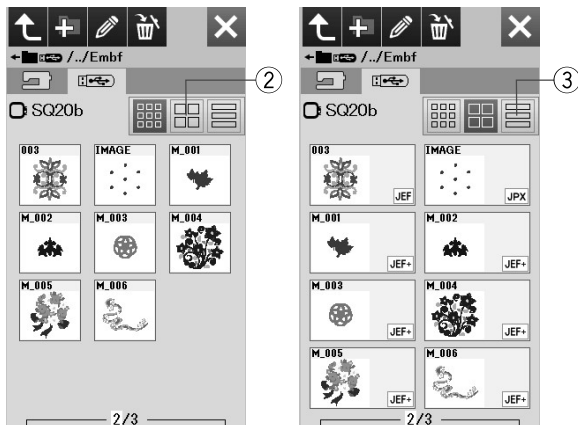 /../Embf
SQ20b
2
003 IMAGE M_001
M_002 M_003 M_004
M_005 M_006
2/3
/../Embf
SQ20b
3
003 IMAGE
JEF JPX
M_001 M_002
JEF+ JEF+
M_003 M_004
JEF+ JEF+
M_005 M_006
JEF+ JEF+
2/3